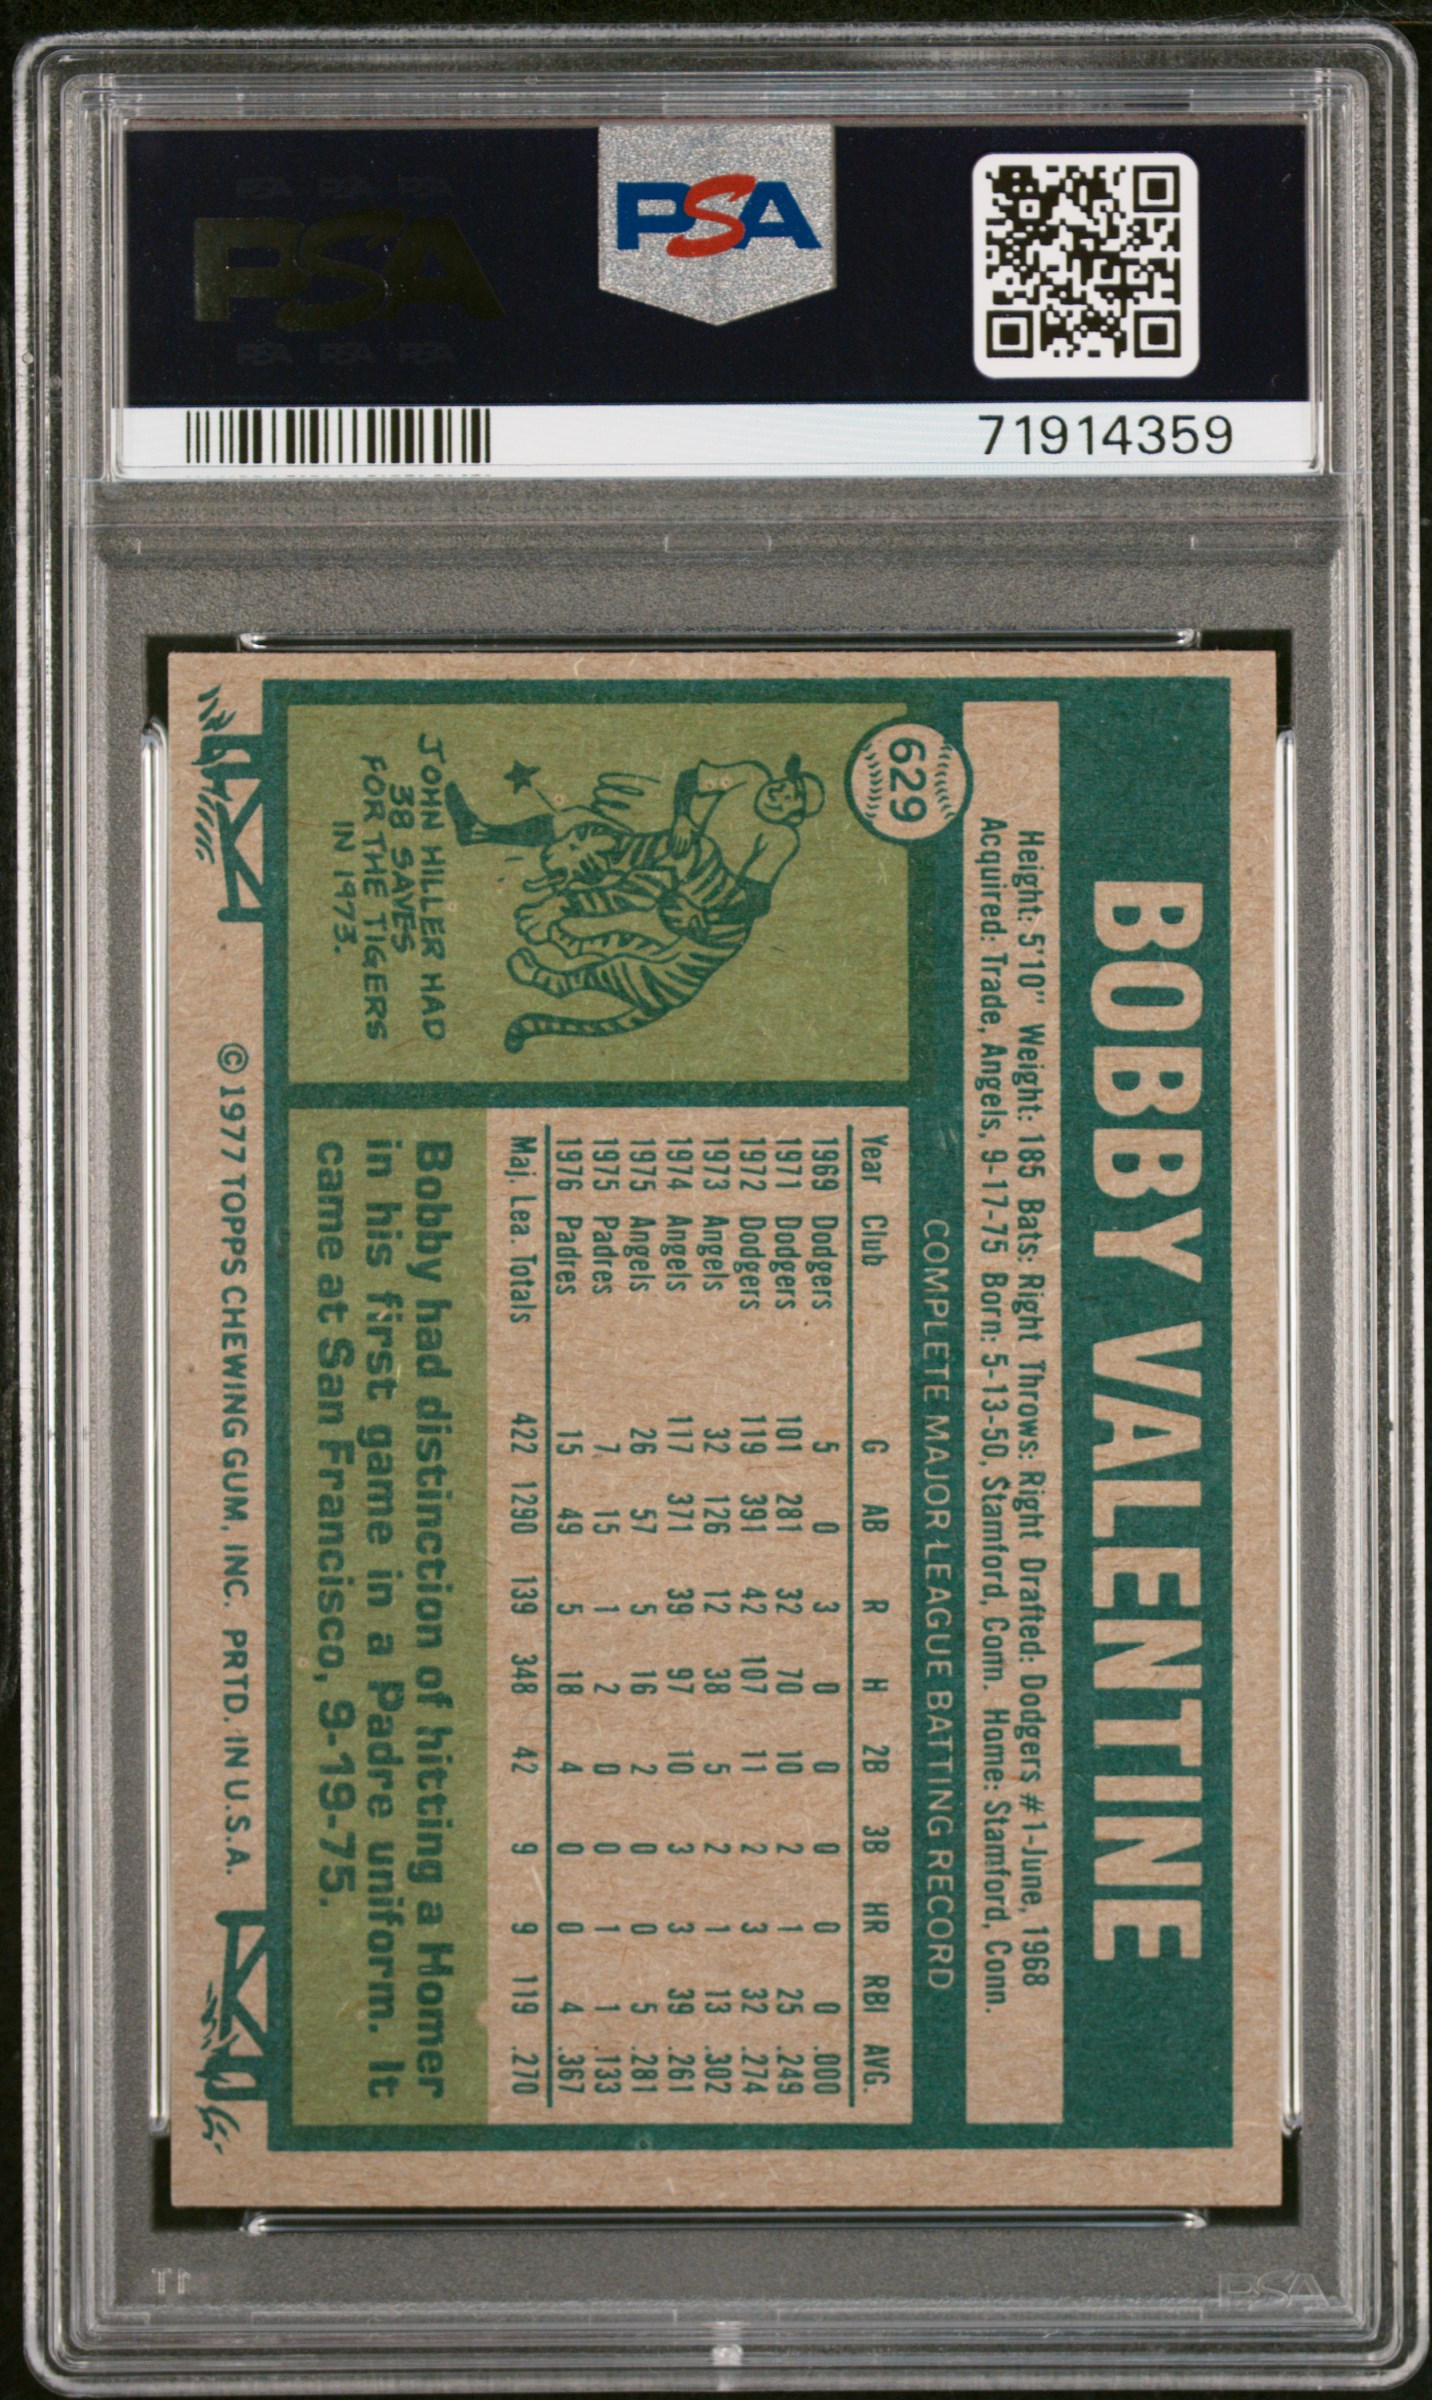 PSA PSA PSA
PSA
PSA PSA PSA
PSA
71914359
BOBBY VALENTINE
629
Height: 5'10" Weight: 185 Bats: Right Throws: Right Drafted: Dodgers #1-June, 1968
Acquired: Trade, Angels, 9-17-75 Born: 5-13-50, Stamford, Conn. Home: Stamford, Conn.
COMPLETE MAJOR LEAGUE BATTING RECORD
Year Club G AB R H 2B 3B HR RBI AVG.
1969 Dodgers 5 0 3 0 0 0 0 0 .000
1971 Dodgers 101 281 32 70 10 2 1 25 .249
1972 Dodgers 119 391 42 107 11 2 3 32 .274
1973 Angels 32 126 12 38 5 2 1 13 .302
1974 Angels 117 371 39 97 10 3 3 39 .261
1975 Angels 26 57 5 16 2 0 0 5 .281
1975 Padres 7 15 1 2 0 0 1 1 .133
1976 Padres 15 49 5 18 4 0 0 4 .367
Maj. Lea. Totals 422 1290 139 348 42 9 9 119 .270
JOHN HILLER HAD
38 SAVES
FOR THE TIGERS
IN 1973.
Bobby had distinction of hitting a Homer
in his first game in a Padre uniform. It
came at San Francisco, 9-19-75.
©1977 TOPPS CHEWING GUM, INC. PRTD. IN U.S.A.
PSA